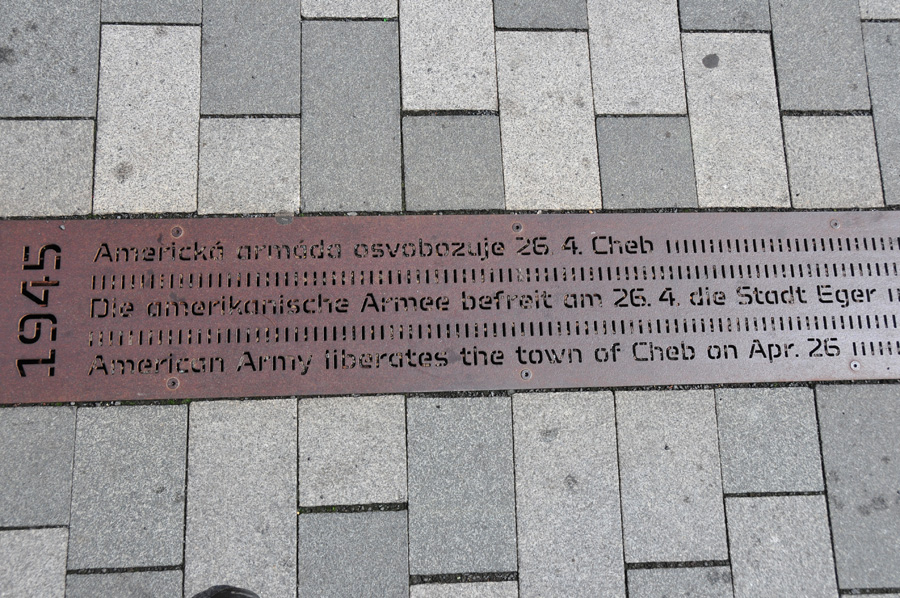 1945
Americká armáda osvobozuje 26. 4. Cheb
Die amerikanische Armee befreit am 26. 4. die Stadt Eger
American Army liberates the town of Cheb on Apr. 26